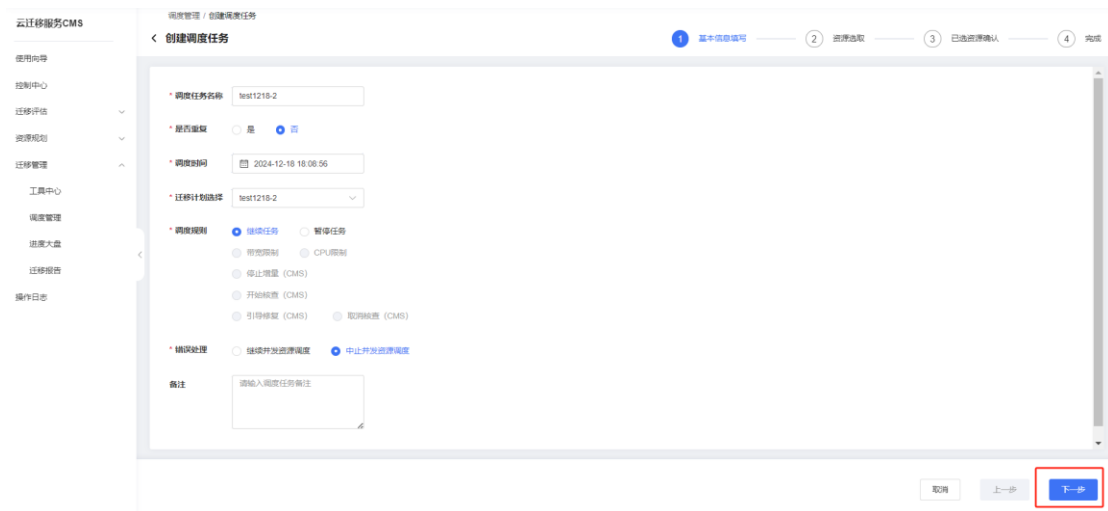 云迁移服务CMS
使用向导
控制中心
迁移评估
资源规划
迁移管理
工具中心
调度管理
进度大盘
迁移报告
操作日志
调度管理 / 创建调度任务
创建调度任务
1 基本信息填写 2 资源选取 3 已选资源确认 4 完成
* 调度任务名称 test1218-2
* 是否重复 是 否
* 调度时间 2024-12-18 18:08:56
* 迁移计划选择 test1218-2
* 调度规则 继续任务 暂停任务
带宽限制 CPU限制
停止增量（CMS）
开始核查（CMS）
引导修复（CMS） 取消核查（CMS）
* 错误处理 继续并发资源调度 中止并发资源调度
备注 请输入调度任务备注
取消 上一步 下一步